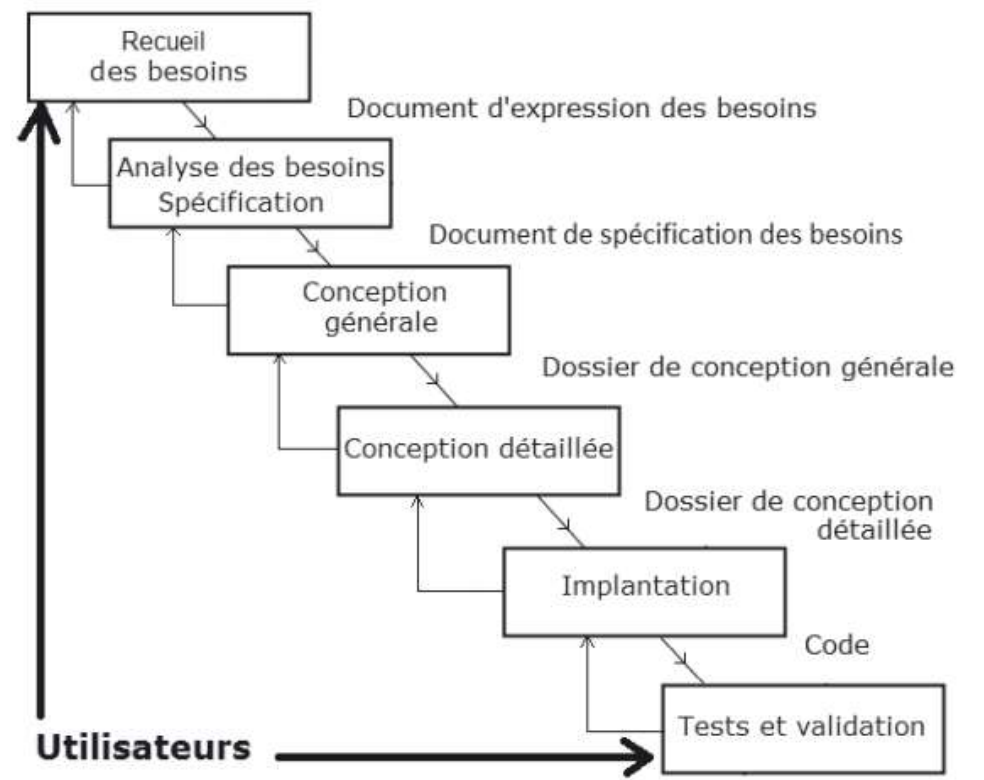 Recueil
des besoins
Document d'expression des besoins
Analyse des besoins
Spécification
Document de spécification des besoins
Conception
générale
Dossier de conception générale
Conception détaillée
Dossier de conception
détaillée
Implantation
Code
Tests et validation
Utilisateurs